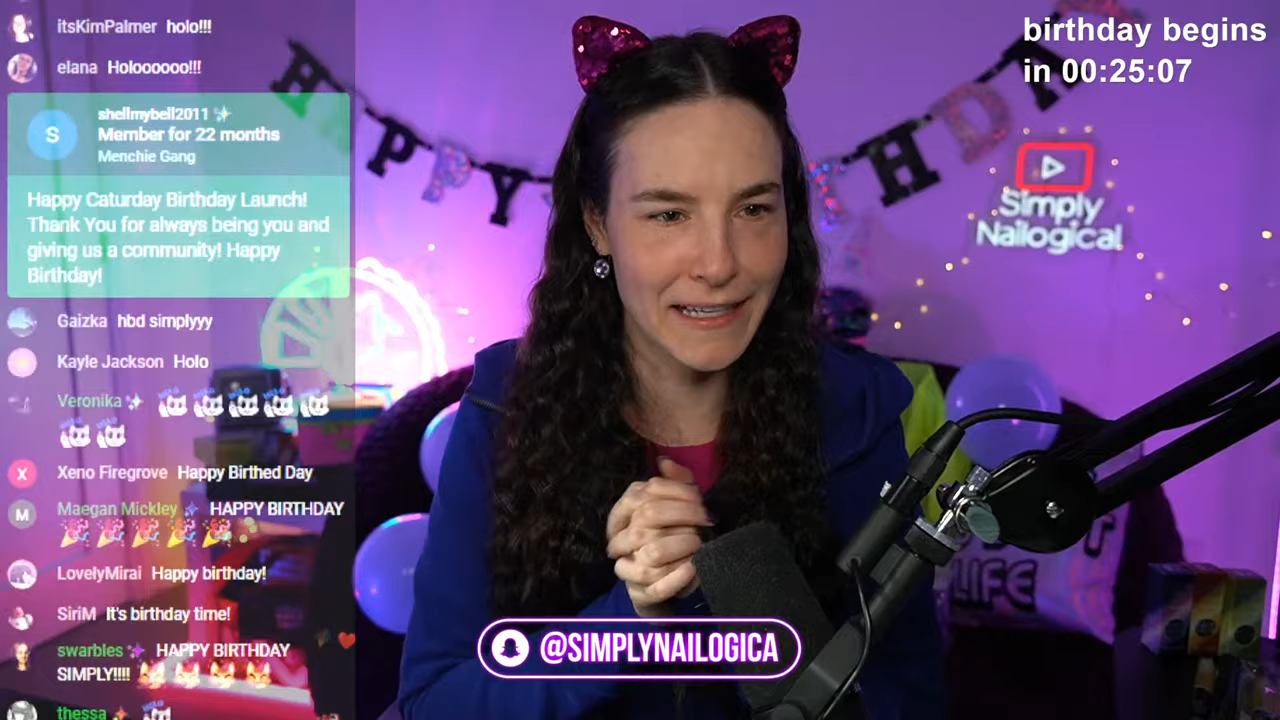 itsKimPalmer holo!!!
elana Holoooooo!!!
S
shellmybell2011
Member for 22 months
Menchie Gang
Happy Caturday Birthday Launch!
Thank You for always being you and
giving us a community! Happy
Birthday!
Gaizka hbd simplyyy
Kayle Jackson Holo
Veronika
X Xeno Firegrove Happy Birthed Day
M Maegan Mickley HAPPY BIRTHDAY
LovelyMirai Happy birthday!
SiriM It's birthday time!
swarbles HAPPY BIRTHDAY
SIMPLY!!!!
thessa
birthday begins
in 00:25:07
HAPPY
THDA
Simply
Nailogical
LIFE
@SIMPLYNAILOGICA